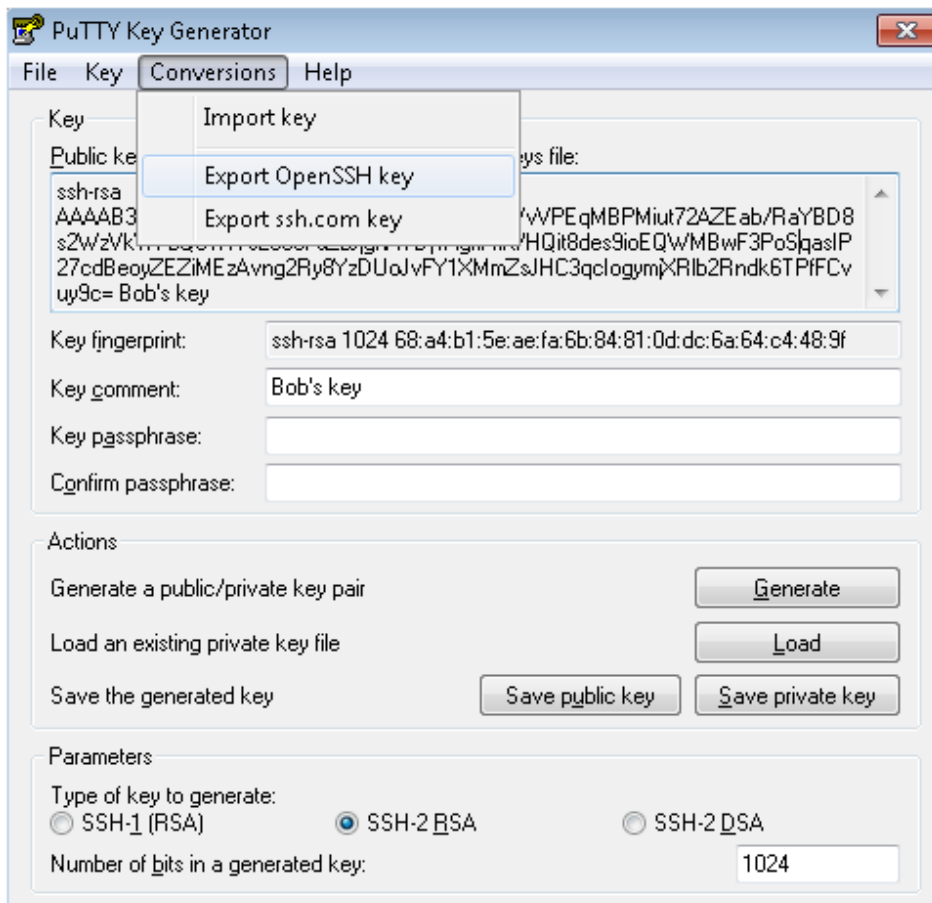 PuTTY Key Generator
File Key Conversions Help
Import key
Export OpenSSH key
Export ssh.com key
Key
Public ke ys file:
ssh-rsa
AAAAB3 /vVPEqMBPMiut72AZEab/RaYBD8
/HQit8des9ioEQWMBwF3PoSqasIP
27cdBeoyZEZiMEzAvng2Ry8YzDUoJvFY1XMmZsJHC3qclogymjXRlb2Rndk6TPfFCv
uy9c= Bob's key
Key fingerprint: ssh-rsa 1024 68:a4:b1:5e:ae:fa:6b:84:81:0d:dc:6a:64:c4:48:9f
Key comment: Bob's key
Key passphrase:
Confirm passphrase:
Actions
Generate a public/private key pair Generate
Load an existing private key file Load
Save the generated key Save public key Save private key
Parameters
Type of key to generate:
SSH-1 (RSA) SSH-2 RSA SSH-2 DSA
Number of bits in a generated key: 1024